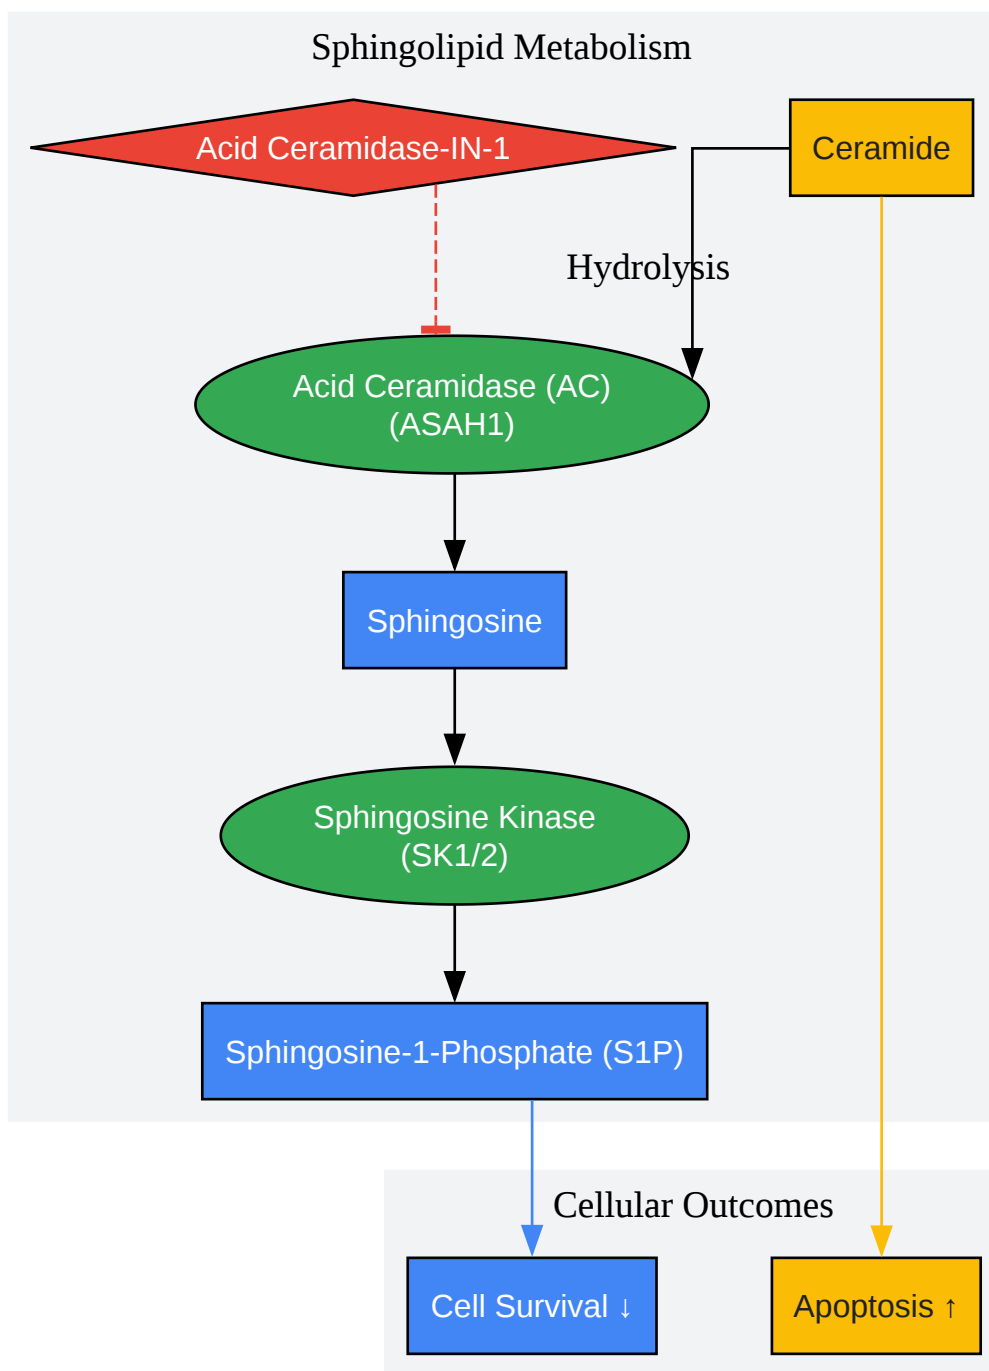 Sphingolipid Metabolism
Acid Ceramidase-IN-1
Ceramide
Hydrolysis
Acid Ceramidase (AC)
(ASAH1)
Sphingosine
Sphingosine Kinase
(SK1/2)
Sphingosine-1-Phosphate (S1P)
Cellular Outcomes
Cell Survival ↓
Apoptosis ↑